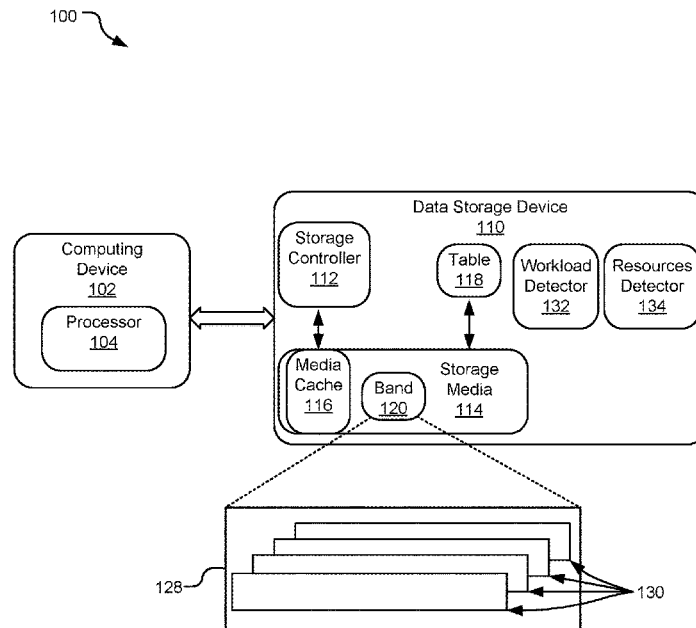 100
Data Storage Device
110
Computing
Device
102
Processor
104
Storage
Controller
112
Table
118
Workload
Detector
132
Resources
Detector
134
Media
Cache
116
Band
120
Storage
Media
114
128
130